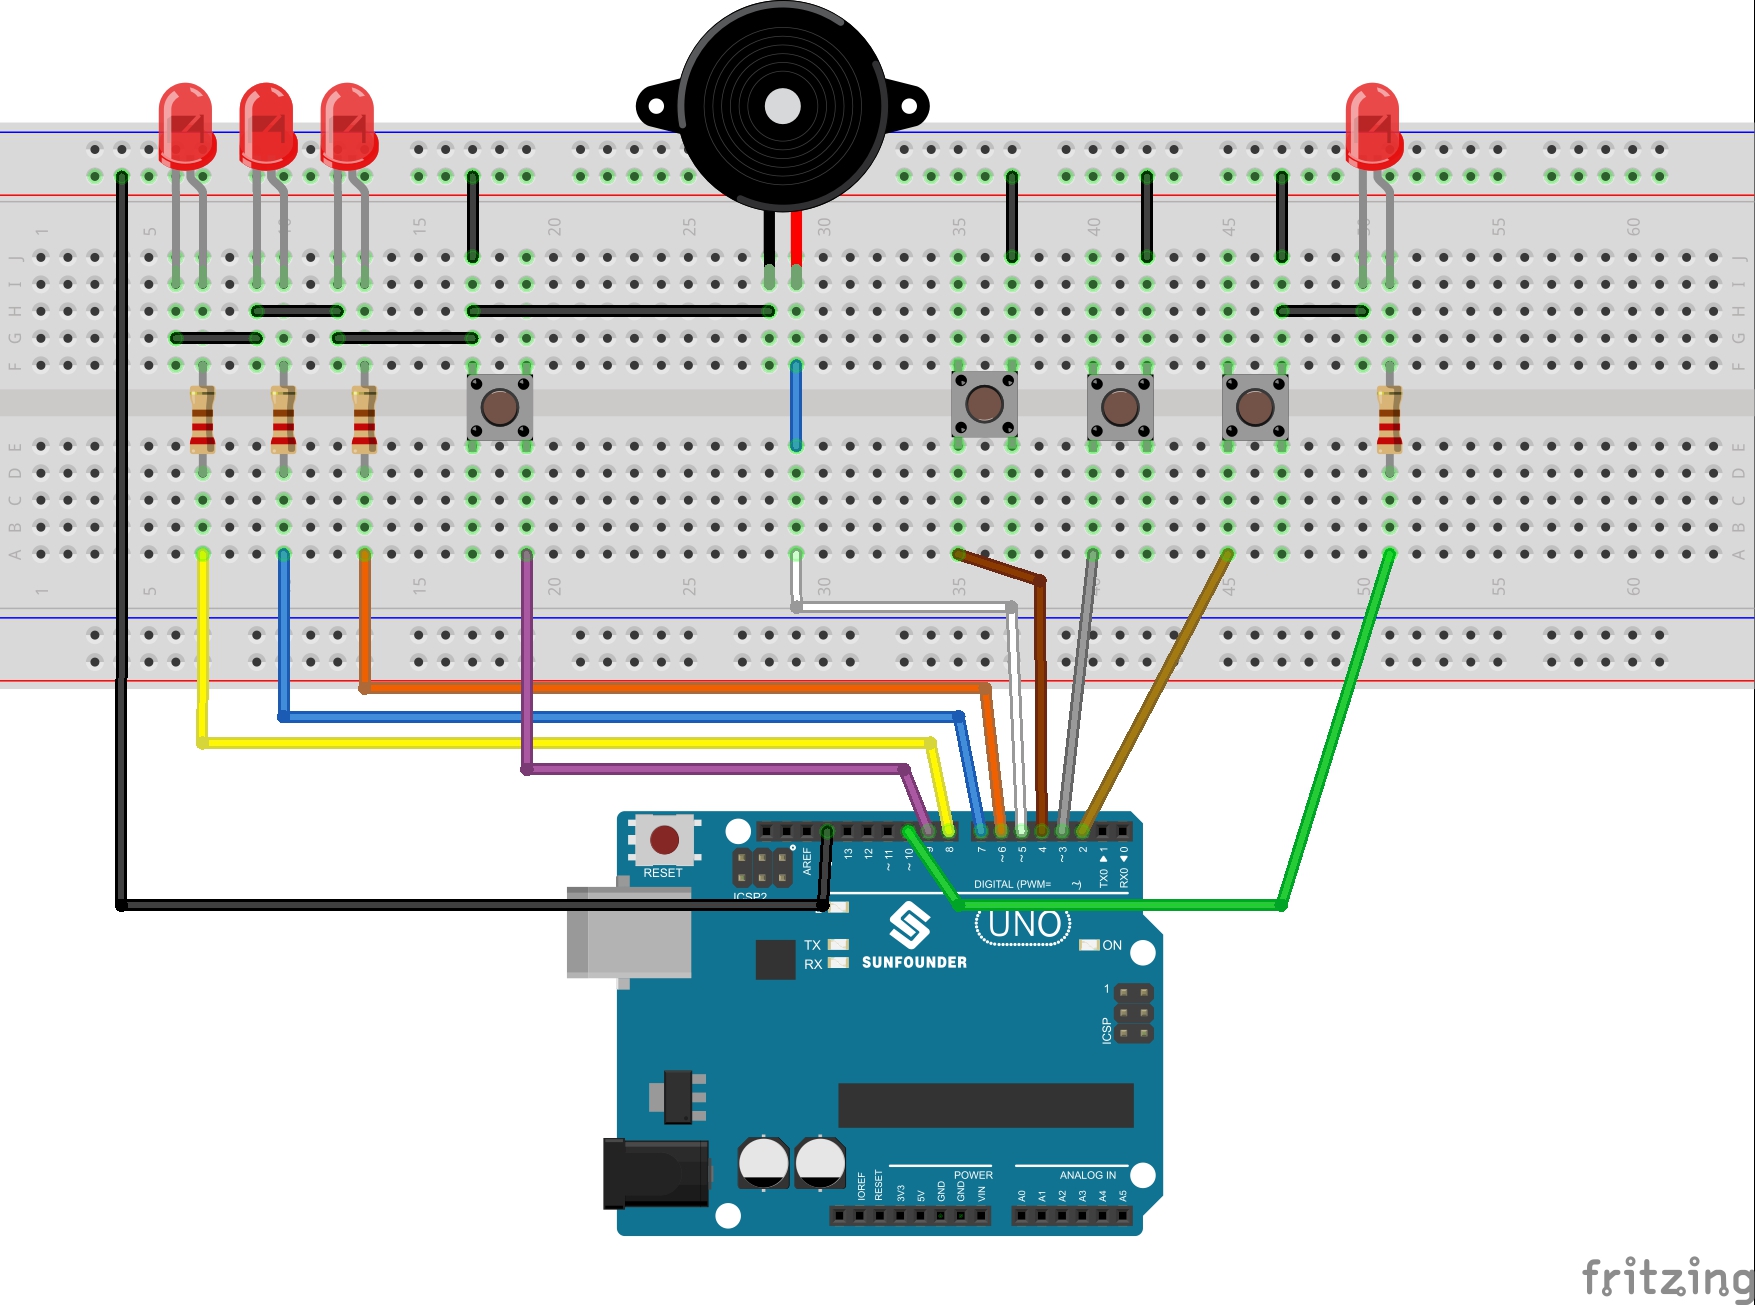 1 5 10 15 20 25 30 35 40 45 50 55 60
J J
I I
H H
G G
F F
E E
D D
C C
B B
A A
1 5 15 20 25 30 35 40 45 50 55 60
RESET
ICSP2
AREF
13
12
~11
~10
9
8
7
~6
~5
4
~3
2
TX0 ▶ 1
RX0 ◀ 0
DIGITAL (PWM= ~)
L
TX
RX
SUNFOUNDER
UNO
ON
1
ICSP
IOREF
RESET
3V3
5V
GND
GND
VIN
POWER
ANALOG IN
A0
A1
A2
A3
A4
A5
fritzing